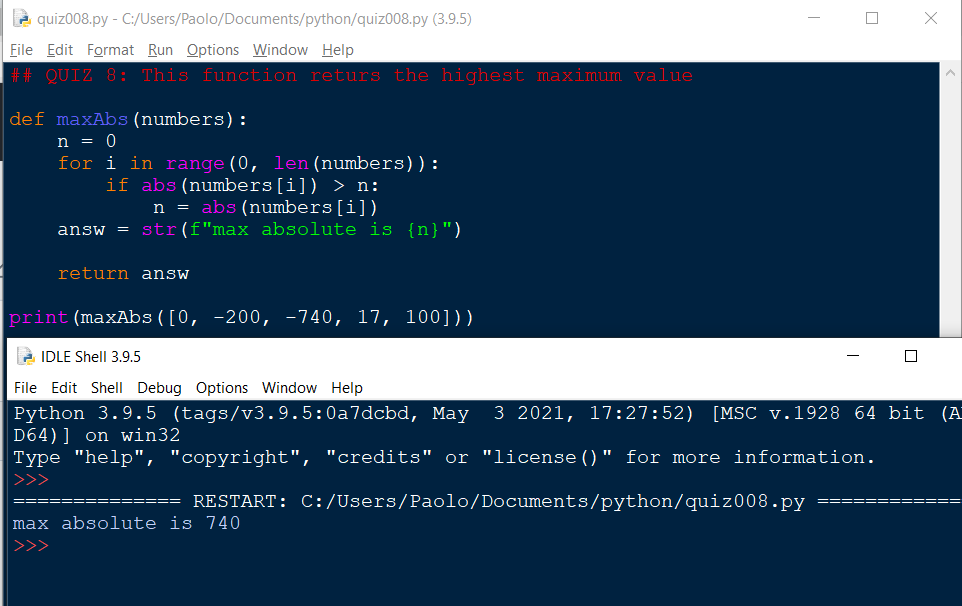 quiz008.py - C:/Users/Paolo/Documents/python/quiz008.py (3.9.5)
File Edit Format Run Options Window Help
## QUIZ 8: This function returs the highest maximum value
def maxAbs(numbers):
    n = 0
    for i in range(0, len(numbers)):
        if abs(numbers[i]) > n:
            n = abs(numbers[i])
    answ = str(f"max absolute is {n}")
    return answ
print(maxAbs([0, -200, -740, 17, 100]))
IDLE Shell 3.9.5
File Edit Shell Debug Options Window Help
Python 3.9.5 (tags/v3.9.5:0a7dcbd, May  3 2021, 17:27:52) [MSC v.1928 64 bit (A
D64)] on win32
Type "help", "copyright", "credits" or "license()" for more information.
>>>
============== RESTART: C:/Users/Paolo/Documents/python/quiz008.py ============
max absolute is 740
>>>